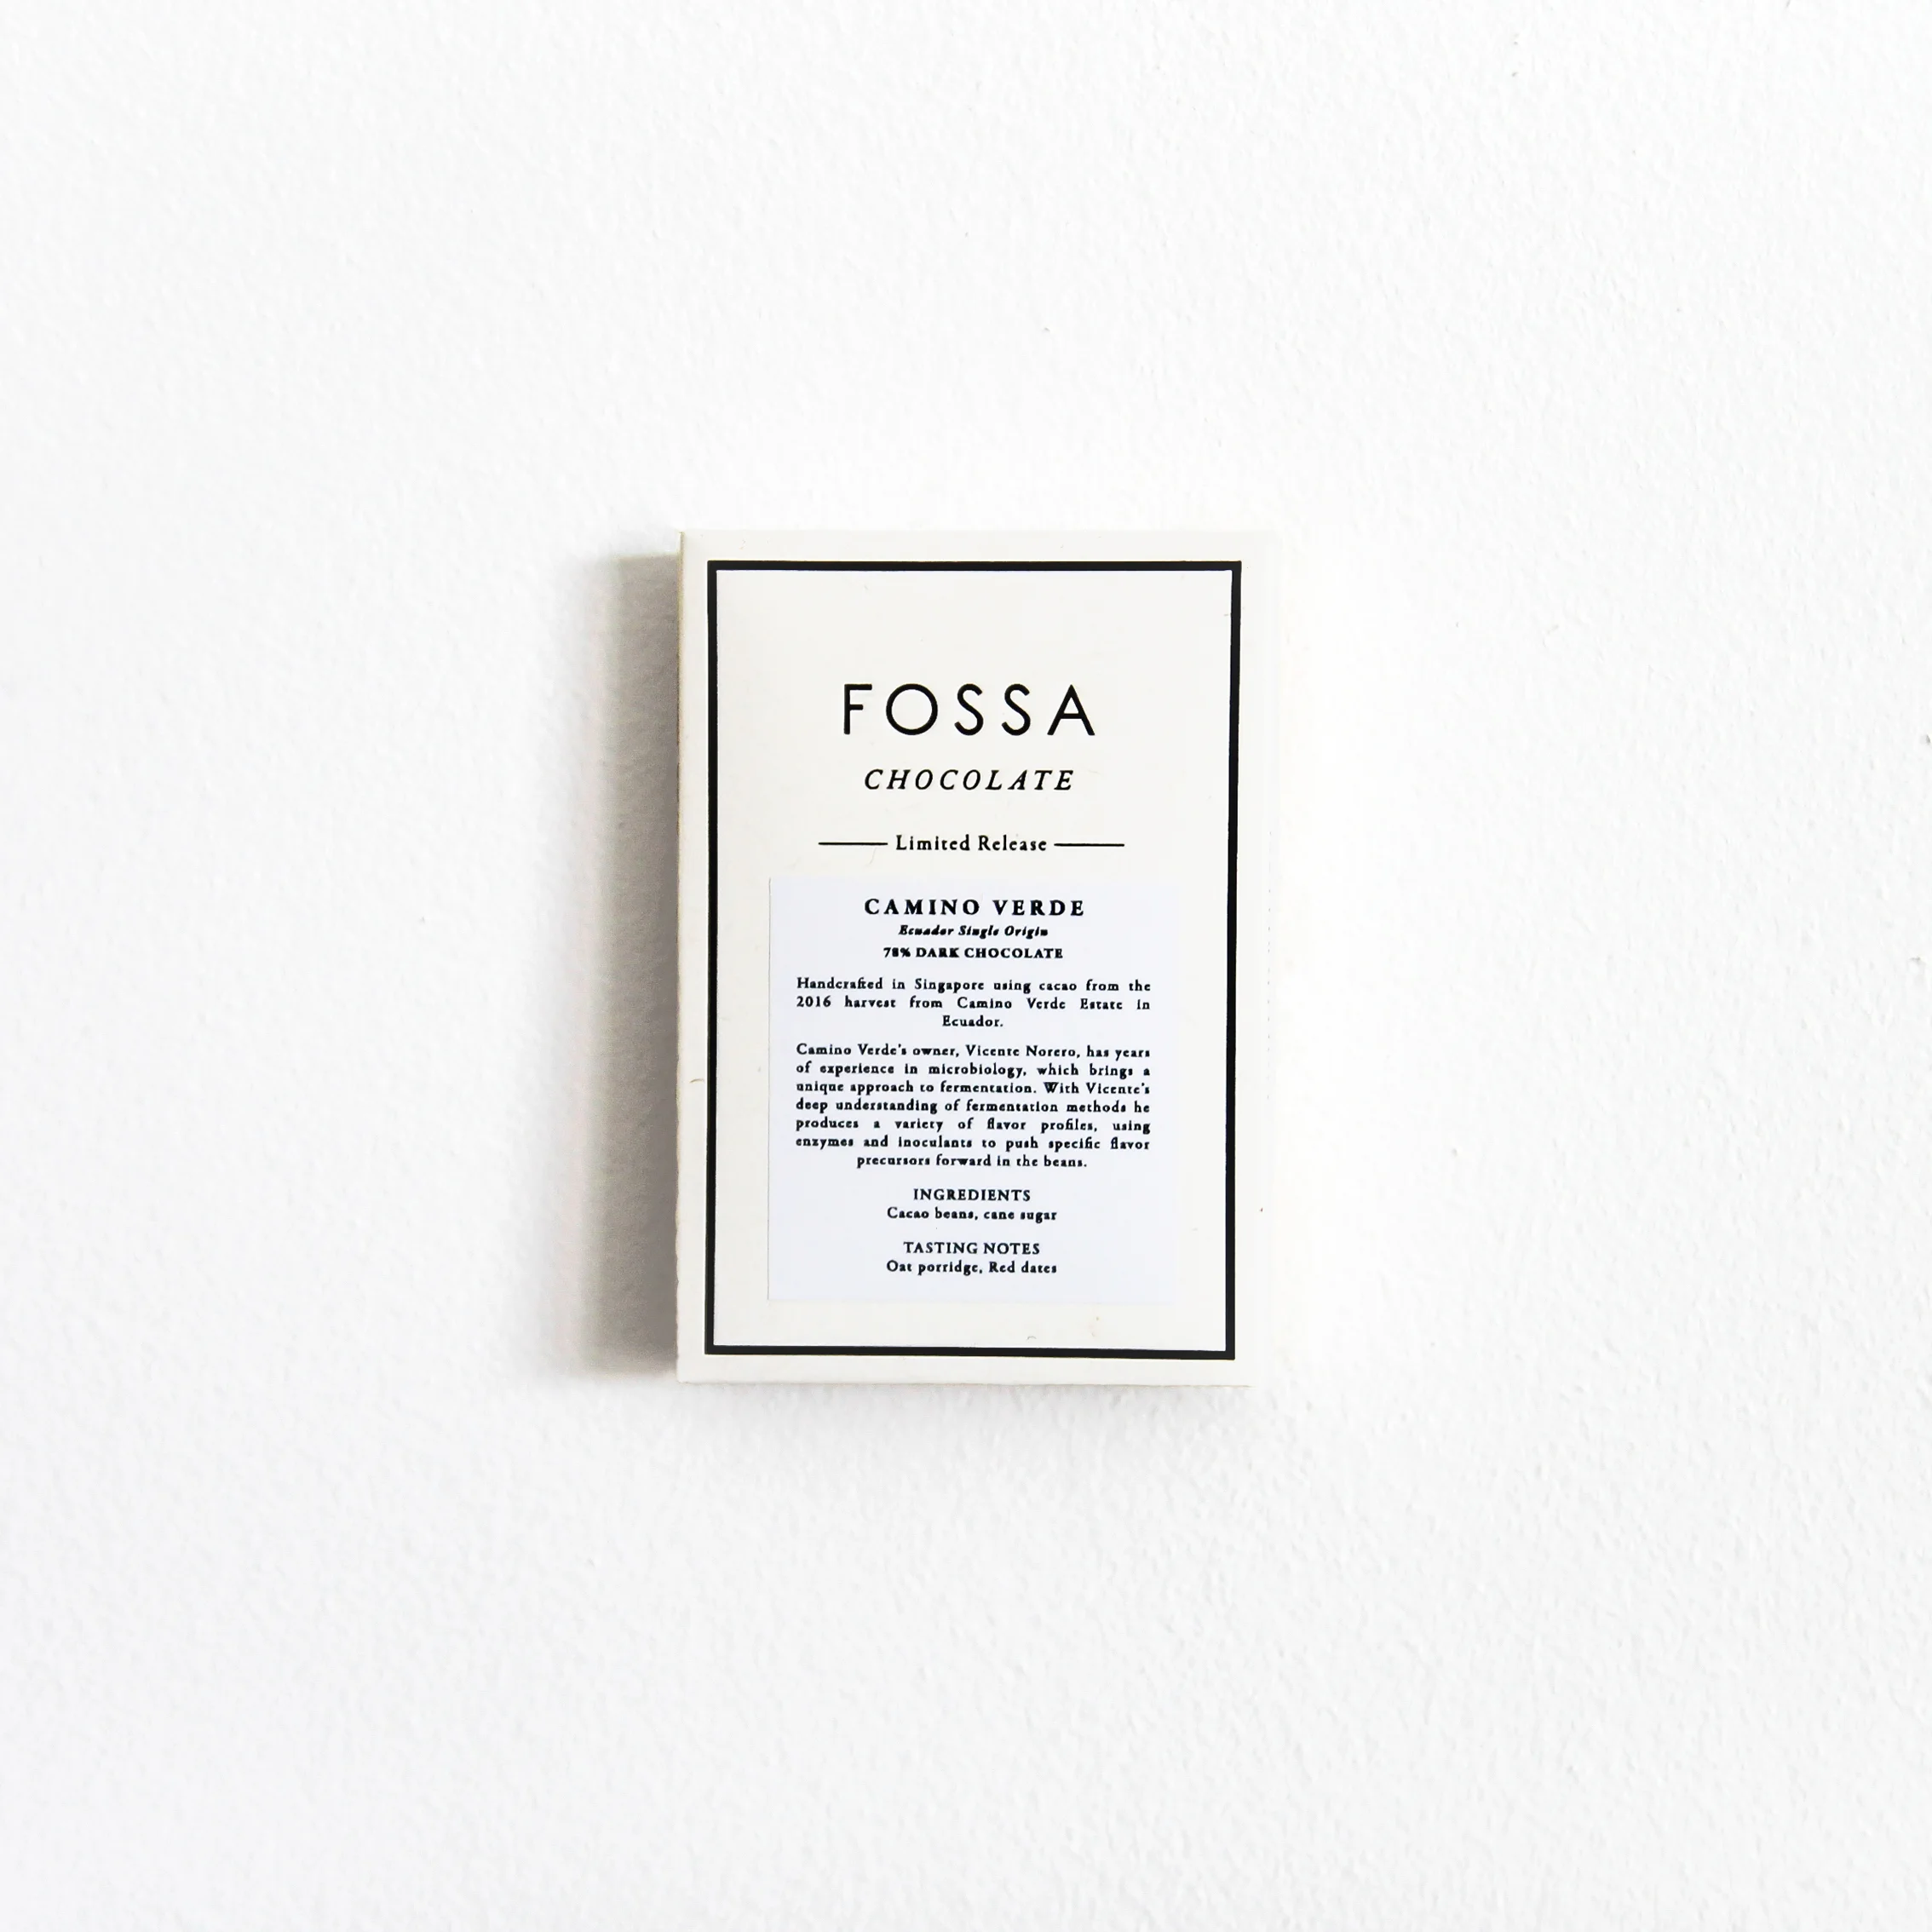 FOSSA
CHOCOLATE
Limited Release
CAMINO VERDE
Ecuador Single Origin
DARK CHOCOLATE
Handcrafted in Singapore using cacao from the
2016 harvest from Camino Verde Estate in
Ecuador.
Camino Verde's owner, Vicente Norero, has years
of experience in microbiology, which brings a
unique approach to fermentation. With Vicente's
deep understanding of fermentation methods he
produces a variety of flavor profiles, using
enzymes and inoculants to push specific flavor
precursors forward in the beans.
INGREDIENTS
Cacao beans, cane sugar
TASTING NOTES
Oat porridge, Red dates